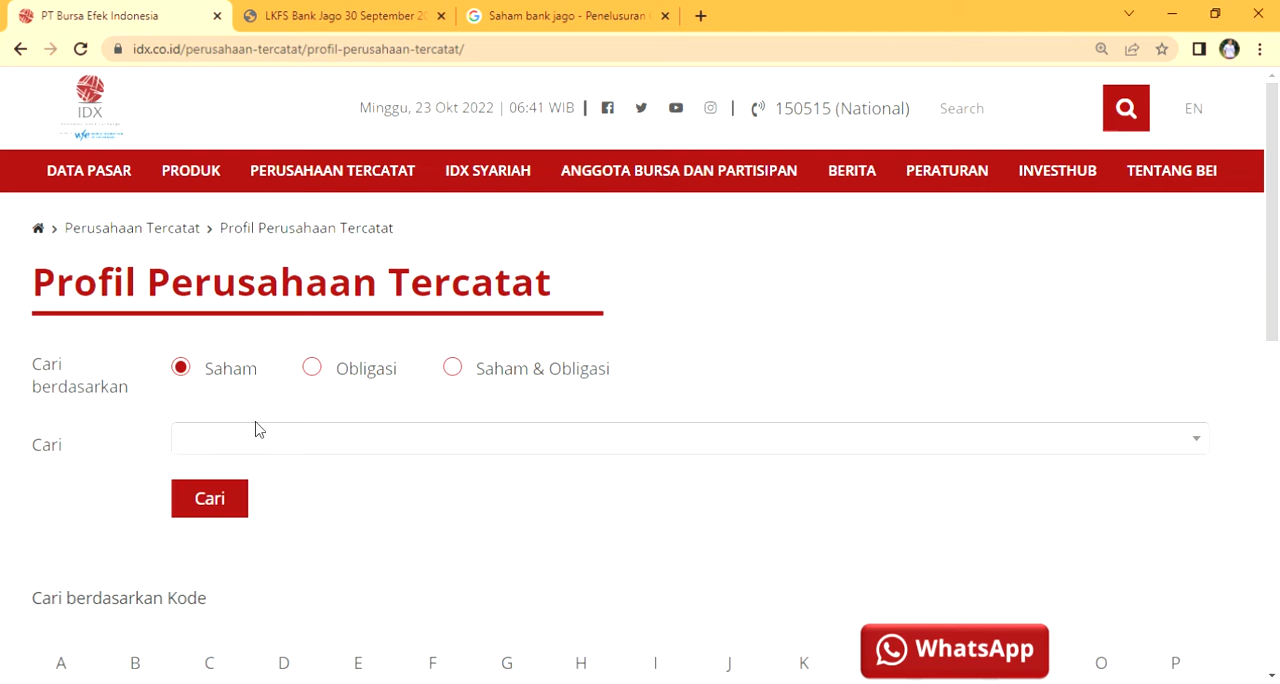 PT Bursa Efek Indonesia
LKFS Bank Jago 30 September 20
Saham bank jago - Penelusuran
idx.co.id/perusahaan-tercatat/profil-perusahaan-tercatat/
IDX
wfe
Minggu, 23 Okt 2022 | 06:41 WIB | 150515 (National) Search EN
DATA PASAR PRODUK PERUSAHAAN TERCATAT IDX SYARIAH ANGGOTA BURSA DAN PARTISIPAN BERITA PERATURAN INVESTHUB TENTANG BEI
Perusahaan Tercatat > Profil Perusahaan Tercatat
Profil Perusahaan Tercatat
Cari
berdasarkan
Saham Obligasi Saham & Obligasi
Cari
Cari
Cari berdasarkan Kode
A B C D E F G H I J K O P
WhatsApp